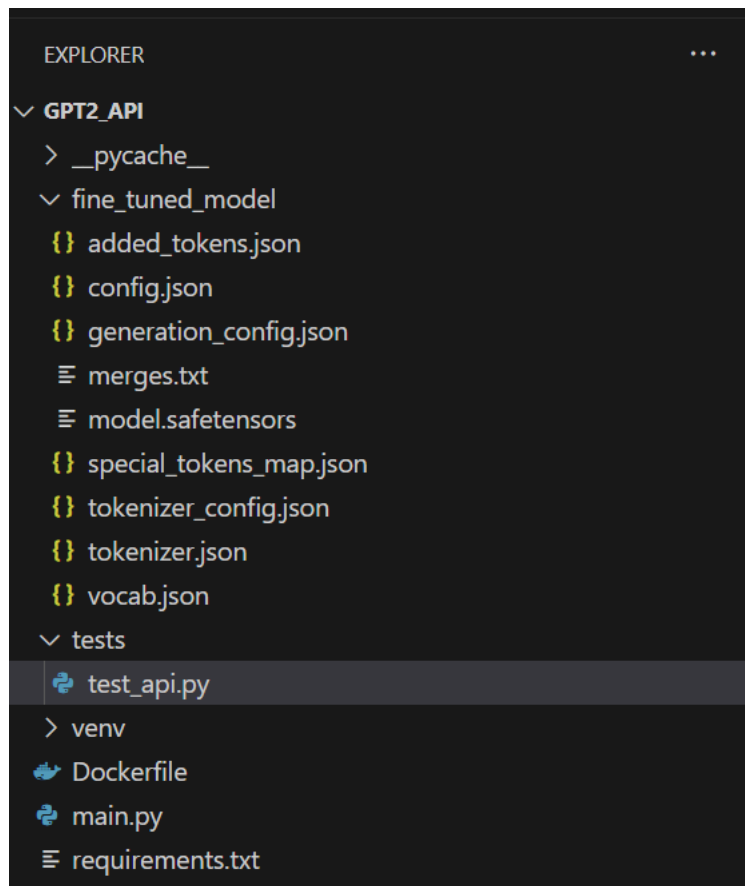 EXPLORER
GPT2_API
__pycache__
fine_tuned_model
{} added_tokens.json
{} config.json
{} generation_config.json
merges.txt
model.safetensors
{} special_tokens_map.json
{} tokenizer_config.json
{} tokenizer.json
{} vocab.json
tests
test_api.py
venv
Dockerfile
main.py
requirements.txt